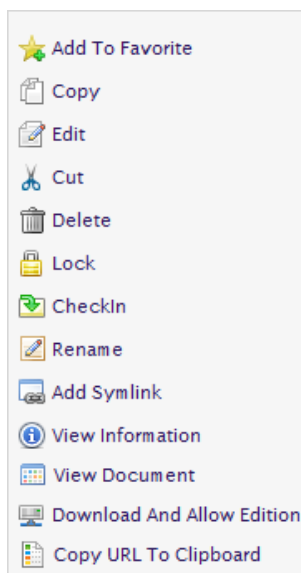 Add To Favorite
Copy
Edit
Cut
Delete
Lock
CheckIn
Rename
Add Symlink
View Information
View Document
Download And Allow Edition
Copy URL To Clipboard